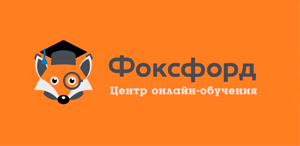 Фоксфорд
Центр онлайн-обучения